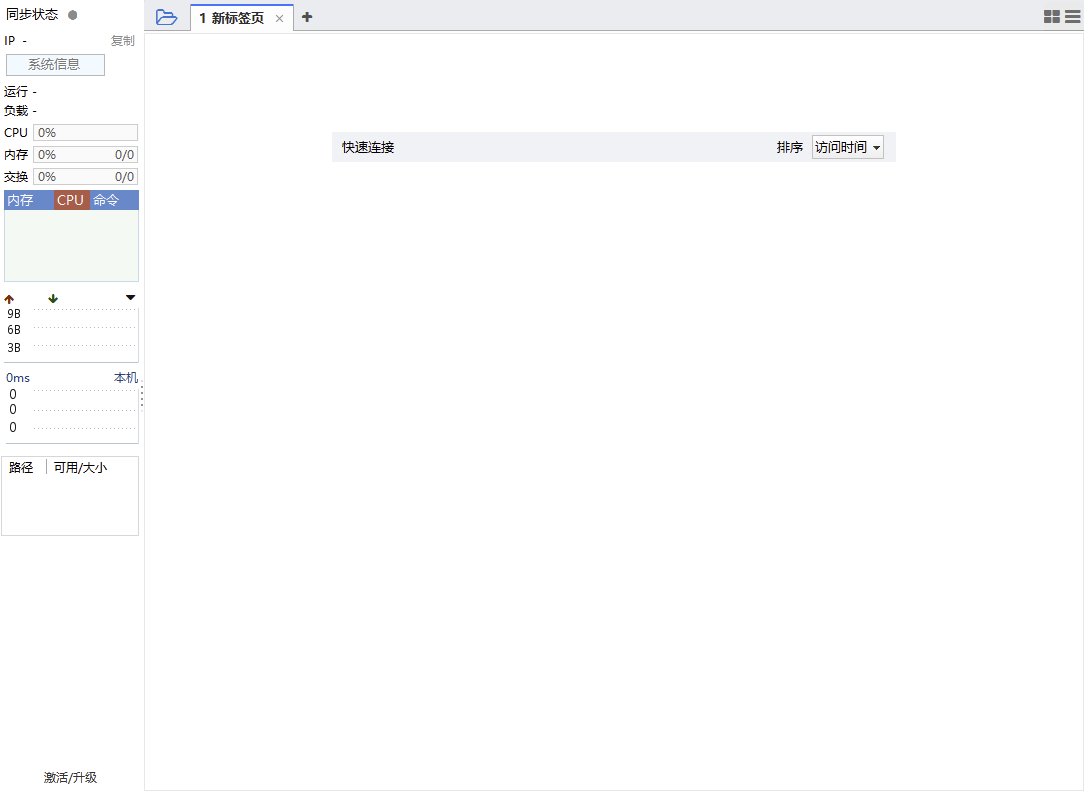 同步状态
IP -
复制
系统信息
运行 -
负载 -
CPU 0%
内存 0% 0/0
交换 0% 0/0
内存 CPU 命令
9B
6B
3B
0ms 本机
0
0
0
路径 可用/大小
激活/升级
1 新标签页
快速连接 排序 访问时间